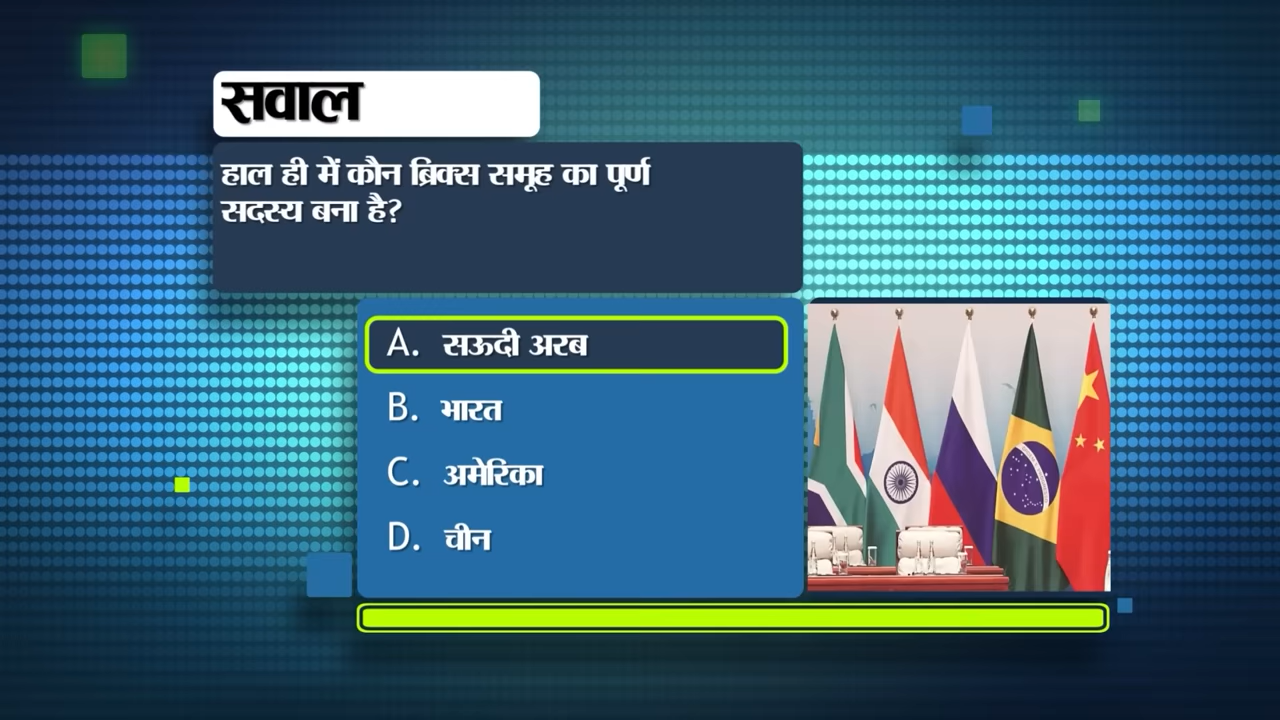 सवाल
हाल ही में कौन ब्रिक्स समूह का पूर्ण
सदस्य बना है?
A. सऊदी अरब
B. भारत
C. अमेरिका
D. चीन